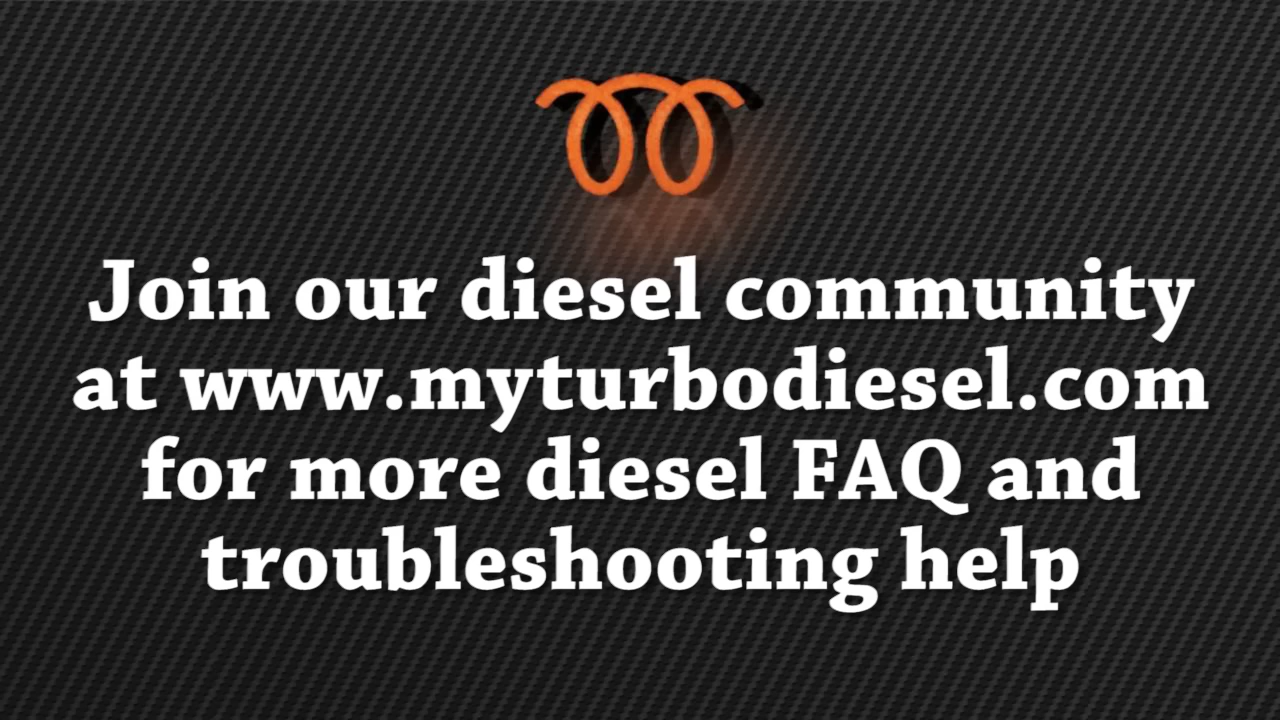 Join our diesel community
at www.myturbodiesel.com
for more diesel FAQ and
troubleshooting help